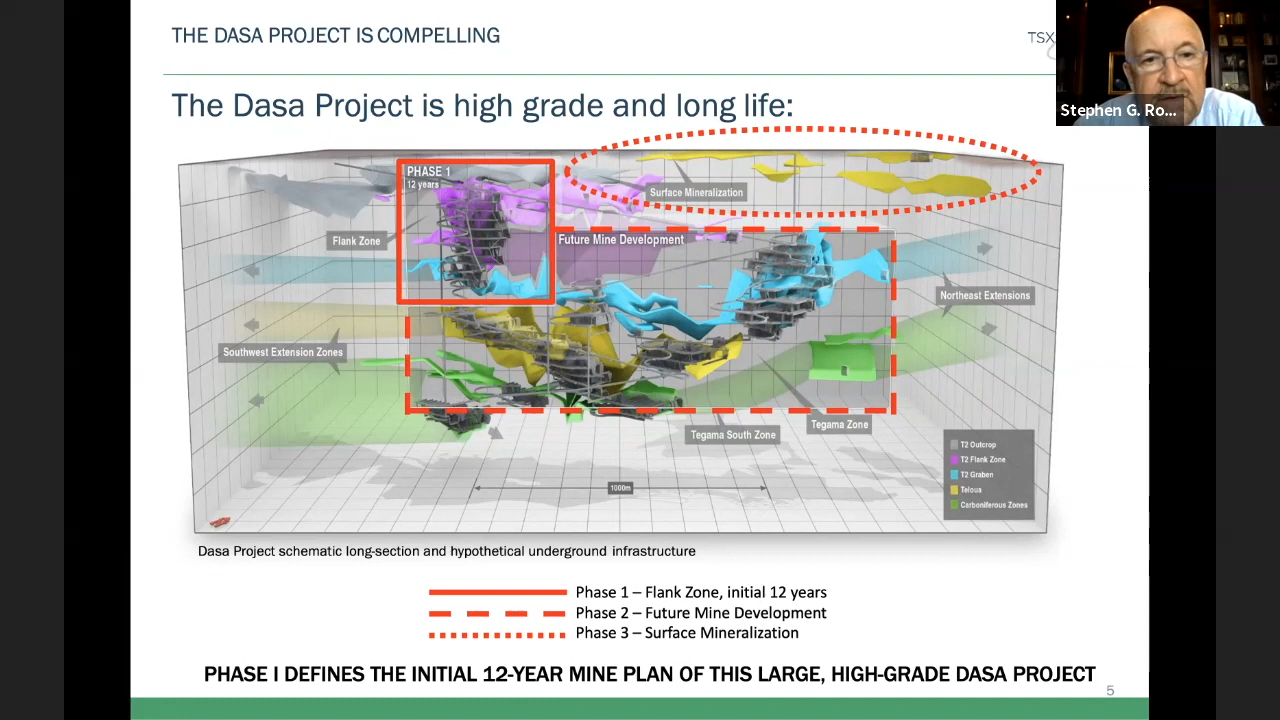 THE DASA PROJECT IS COMPELLING
TSX
Stephen G. Ro...
The Dasa Project is high grade and long life:
PHASE 1
12 years
Surface Mineralization
Flank Zone
Future Mine Development
Northeast Extensions
Southwest Extension Zones
Tegama Zone
Tegama South Zone
T2 Outcrop
T2 Flank Zone
T2 Graben
Telous
Carboniferous Zones
1000m
Dasa Project schematic long-section and hypothetical underground infrastructure
Phase 1 – Flank Zone, initial 12 years
Phase 2 – Future Mine Development
Phase 3 – Surface Mineralization
PHASE I DEFINES THE INITIAL 12-YEAR MINE PLAN OF THIS LARGE, HIGH-GRADE DASA PROJECT
5